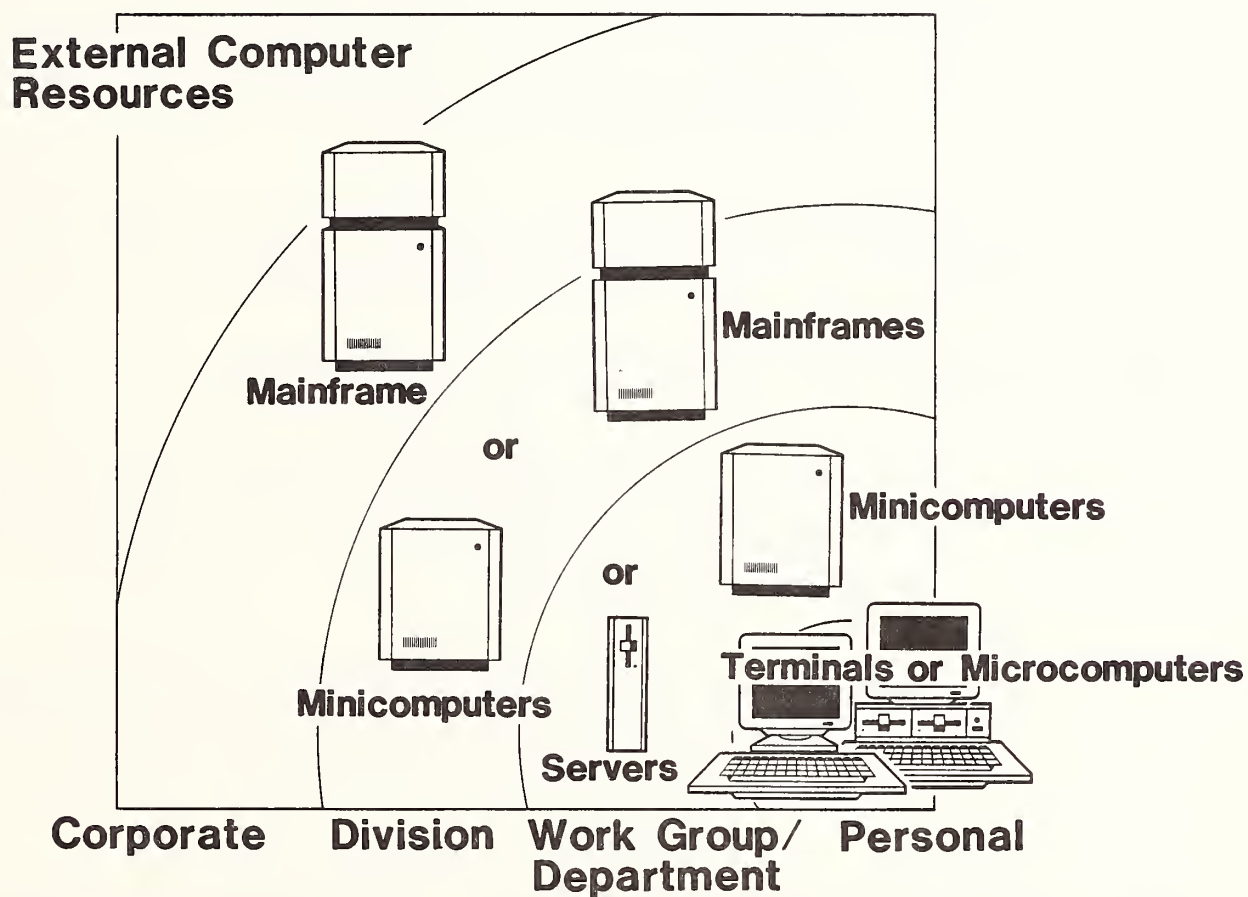 External Computer
Resources
Mainframes
Mainframe
or
Minicomputers
or
Terminals or Microcomputers
Minicomputers
Servers
Corporate Division Work Group/ Personal
Department